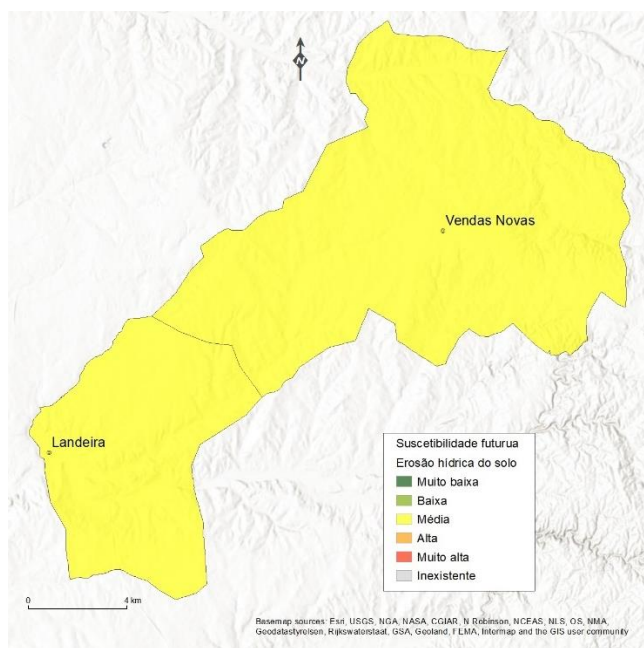 N
Vendas Novas
Landeira
Suscetibilidade futurua
Erosão hídrica do solo
Muito baixa
Baixa
Média
Alta
Muito alta
Inexistente
0 4 km
Basemap sources: Esri, USGS, NGA, NASA, CGIAR, N Robinson, NCEAS, NLS, OS, NMA,
Geodatastyrelsen, Rijkswaterstaat, GSA, Geoland, FEMA, Intermap and the GIS user community